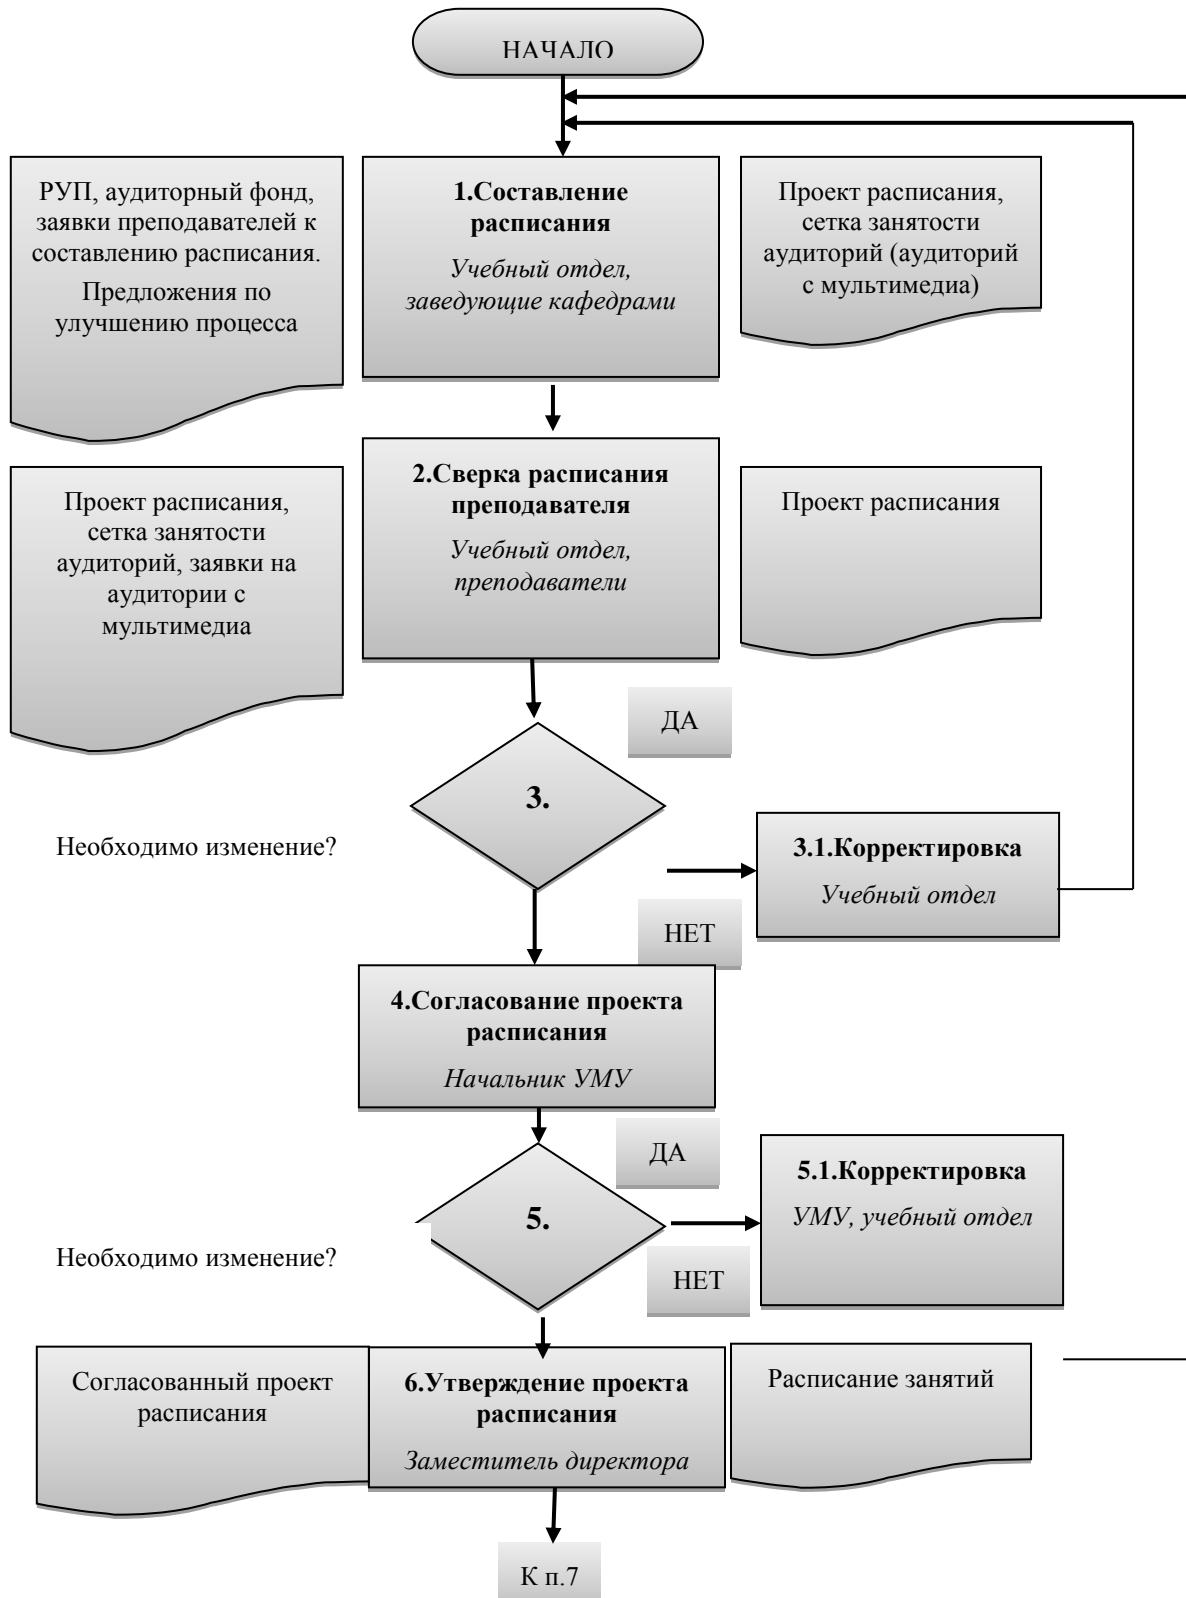 НАЧАЛО
РУП, аудиторный фонд,
заявки преподавателей к
составлению расписания.
Предложения по
улучшению процесса
1.Составление
расписания
Учебный отдел,
заведующие кафедрами
Проект расписания,
сетка занятости
аудиторий (аудиторий
с мультимедиа)
Проект расписания,
сетка занятости
аудиторий, заявки на
аудитории с
мультимедиа
2.Сверка расписания
преподавателя
Учебный отдел,
преподаватели
Проект расписания
ДА
3.
Необходимо изменение?
3.1.Корректировка
Учебный отдел
НЕТ
4.Согласование проекта
расписания
Начальник УМУ
ДА
5.
Необходимо изменение?
5.1.Корректировка
УМУ, учебный отдел
НЕТ
Согласованный проект
расписания
6.Утверждение проекта
расписания
Заместитель директора
Расписание занятий
К п.7